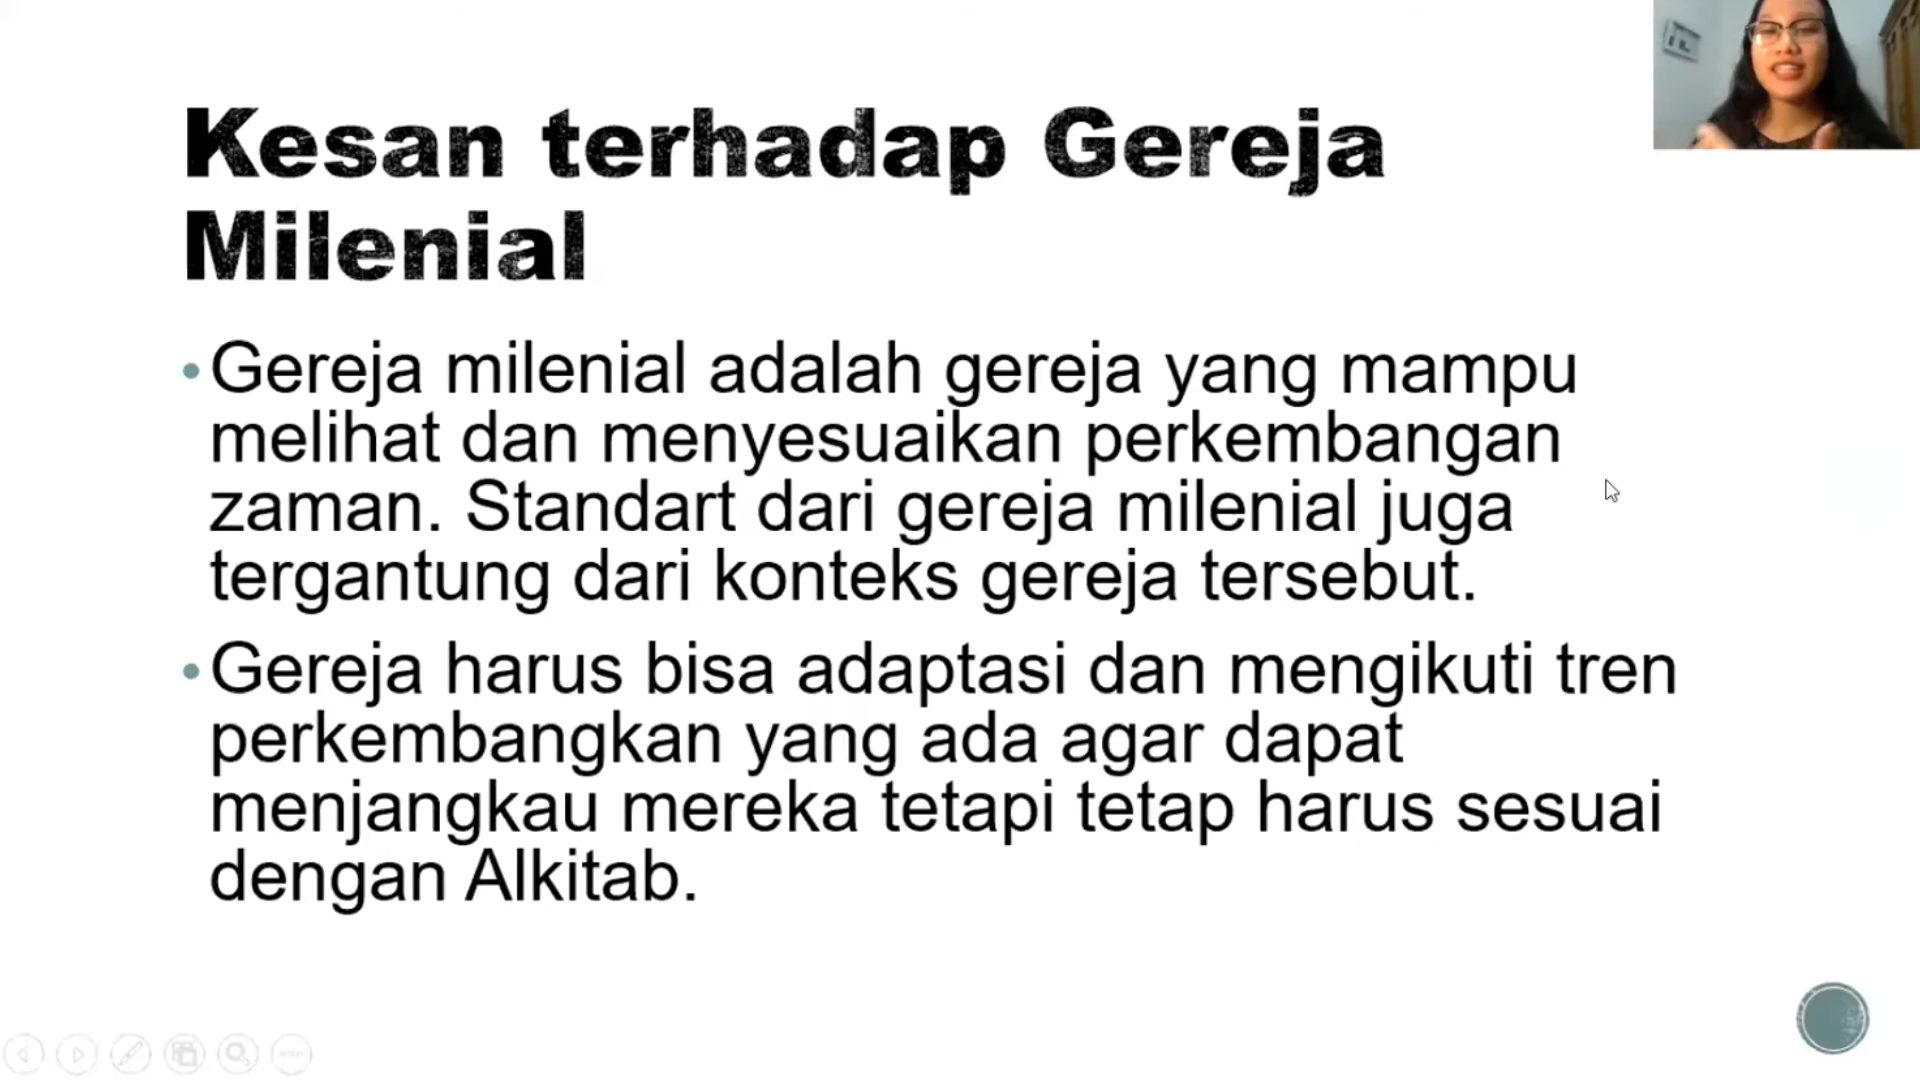 Kesan terhadap Gereja
Milenial
• Gereja milenial adalah gereja yang mampu
melihat dan menyesuaikan perkembangan
zaman. Standart dari gereja milenial juga
tergantung dari konteks gereja tersebut.
• Gereja harus bisa adaptasi dan mengikuti tren
perkembangkan yang ada agar dapat
menjangkau mereka tetapi tetap harus sesuai
dengan Alkitab.